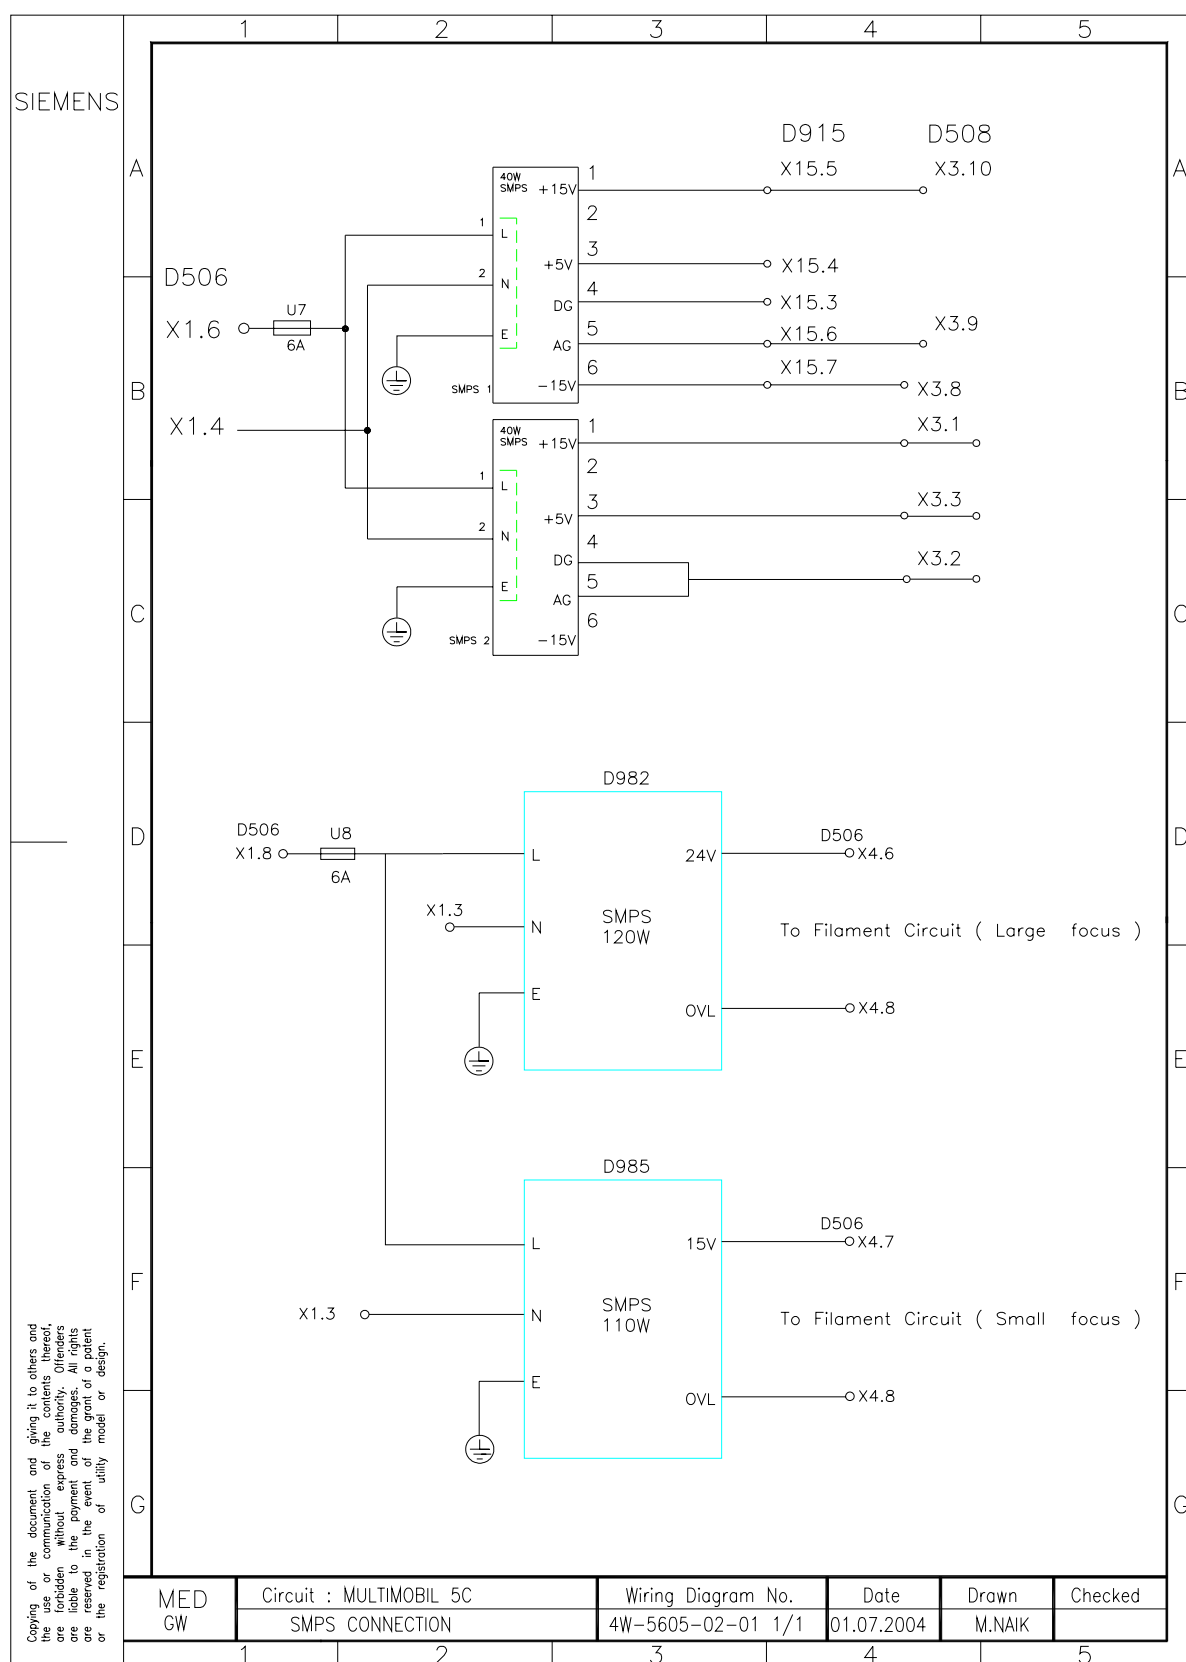 1 2 3 4 5
SIEMENS
A
B
C
D
E
F
G
A
B
C
D
E
F
G
D915 D508
X15.5 X3.10
40W
SMPS +15V 1
2
1 L
3
+5V X15.4
2 N
4
DG X15.3
D506
X1.6
U7
6A
5
E AG X15.6 X3.9
6
SMPS 1 -15V X15.7 X3.8
X1.4
40W
SMPS +15V 1 X3.1
2
1 L
3
+5V X3.3
2 N
4
DG X3.2
5
E AG
6
SMPS 2 -15V
D982
D506 U8
X1.8
6A
L 24V
D506
X4.6
X1.3
N
SMPS
120W
To Filament Circuit ( Large focus )
E
OVL X4.8
D985
L 15V
D506
X4.7
X1.3 N
SMPS
110W
To Filament Circuit ( Small focus )
E
OVL X4.8
Copying of the document and giving it to others and
the use or communication of the contents thereof,
are forbidden without express authority. Offenders
are liable to the payment and damages. All rights
are reserved in the event of the grant of a patent
or the registration of utility model or design.
MED
GW
Circuit : MULTIMOBIL 5C
SMPS CONNECTION
Wiring Diagram No.
4W-5605-02-01 1/1
Date
01.07.2004
Drawn
M.NAIK
Checked
1 2 3 4 5